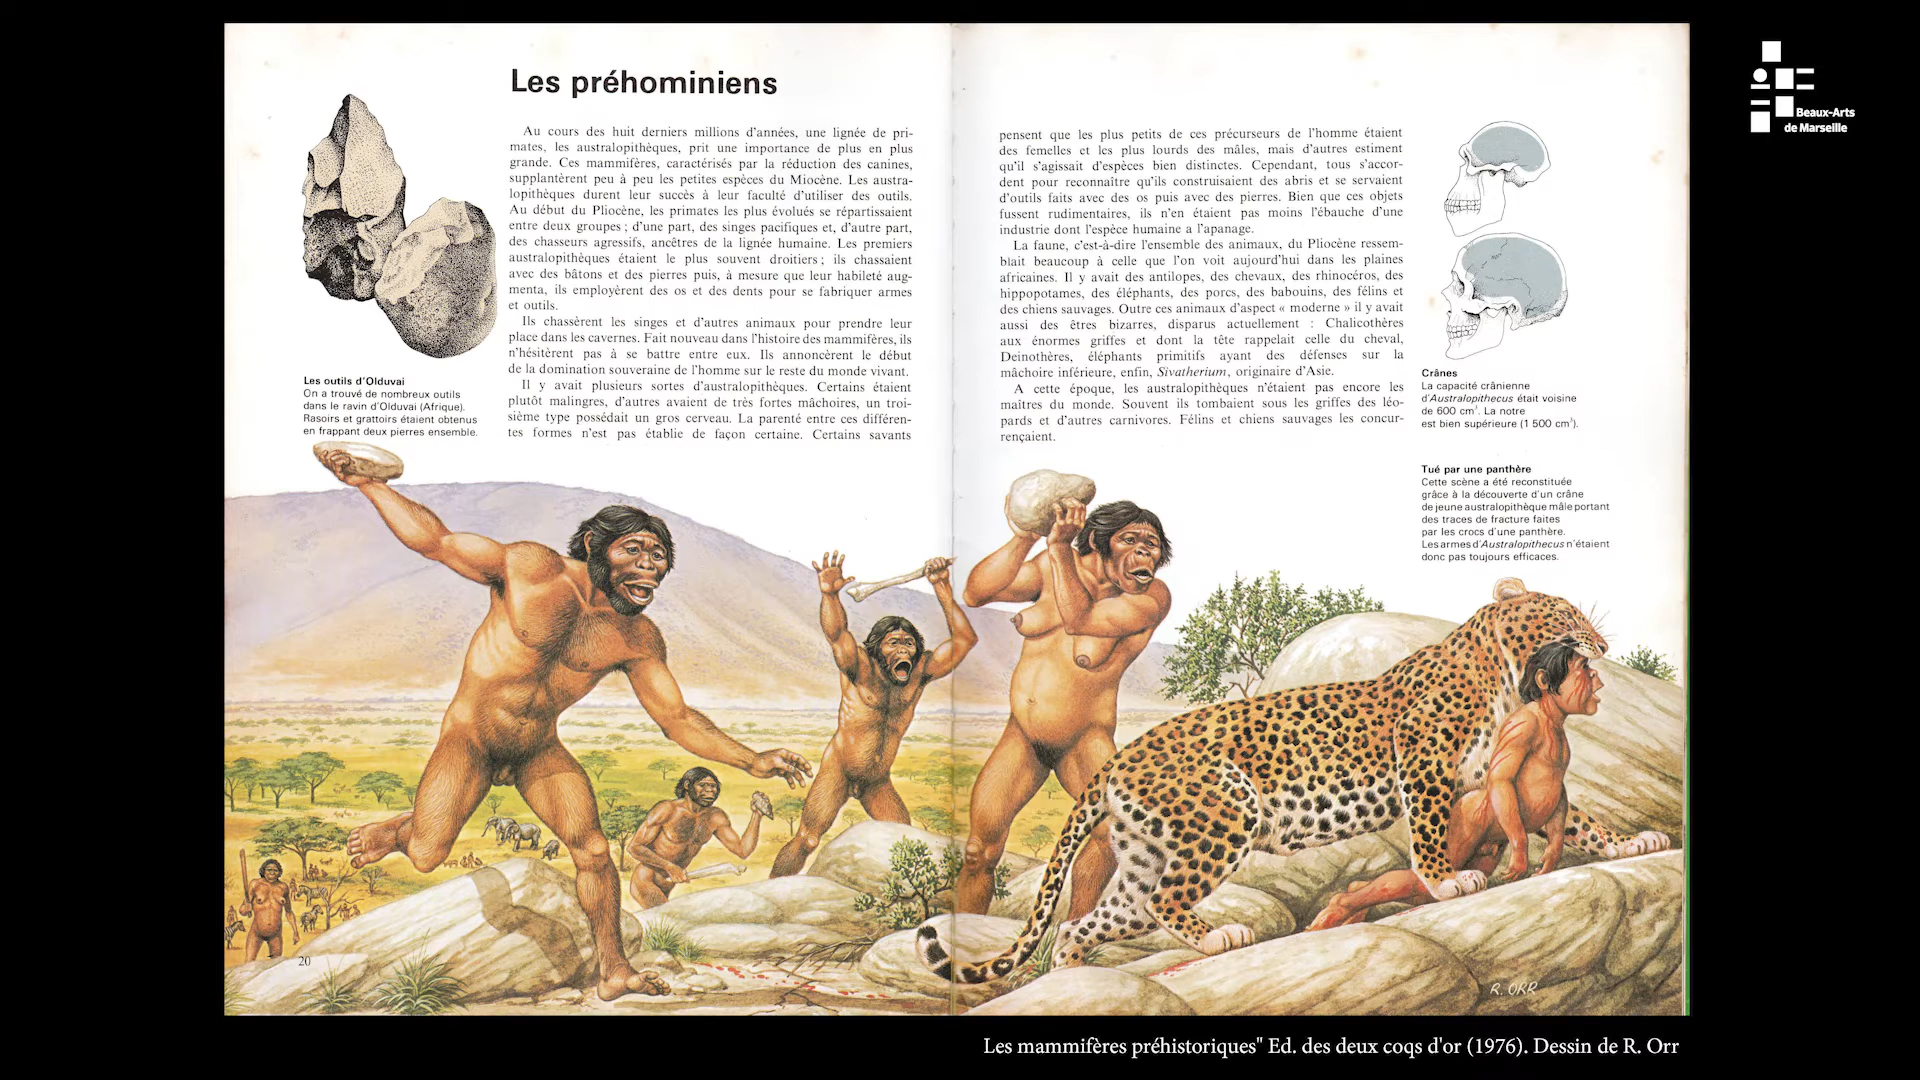 Les préhominiens
Au cours des huit derniers millions d'années, une lignée de pri-
mates, les australopithèques, prit une importance de plus en plus
grande. Ces mammifères, caractérisés par la réduction des canines,
supplantèrent peu à peu les petites espèces du Miocène. Les austra-
lopithèques durent leur succès à leur faculté d'utiliser des outils.
Au début du Pliocène, les primates les plus évolués se répartissaient
entre deux groupes ; d'une part, des singes pacifiques et, d'autre part,
des chasseurs agressifs, ancêtres de la lignée humaine. Les premiers
australopithèques étaient le plus souvent droitiers ; ils chassaient
avec des bâtons et des pierres puis, à mesure que leur habileté aug-
menta, ils employèrent des os et des dents pour se fabriquer armes
et outils.
Ils chassèrent les singes et d'autres animaux pour prendre leur
place dans les cavernes. Fait nouveau dans l'histoire des mammifères, ils
n'hésitèrent pas à se battre entre eux. Ils annoncèrent le début
de la domination souveraine de l'homme sur le reste du monde vivant.
Il y avait plusieurs sortes d'australopithèques. Certains étaient
plutôt malingres, d'autres avaient de très fortes mâchoires, un troi-
sième type possédait un gros cerveau. La parenté entre ces différen-
tes formes n'est pas établie de façon certaine. Certains savants
Les outils d'Olduvai
On a trouvé de nombreux outils
dans le ravin d'Olduvai (Afrique).
Rasoirs et grattoirs étaient obtenus
en frappant deux pierres ensemble.
pensent que les plus petits de ces précurseurs de l'homme étaient
des femelles et les plus lourds des mâles, mais d'autres estiment
qu'il s'agissait d'espèces bien distinctes. Cependant, tous s'accor-
dent pour reconnaître qu'ils construisaient des abris et se servaient
d'outils faits avec des os puis avec des pierres. Bien que ces objets
fussent rudimentaires, ils n'en étaient pas moins l'ébauche d'une
industrie dont l'espèce humaine a l'apanage.
La faune, c'est-à-dire l'ensemble des animaux, du Pliocène ressem-
blait beaucoup à celle que l'on voit aujourd'hui dans les plaines
africaines. Il y avait des antilopes, des chevaux, des rhinocéros, des
hippopotames, des éléphants, des porcs, des babouins, des félins et
des chiens sauvages. Outre ces animaux d'aspect « moderne » il y avait
aussi des êtres bizarres, disparus actuellement : Chalicothères
aux énormes griffes et dont la tête rappelait celle du cheval,
Deinothères, éléphants primitifs ayant des défenses sur la
mâchoire inférieure, enfin, Sivatherium, originaire d'Asie.
A cette époque, les australopithèques n'étaient pas encore les
maîtres du monde. Souvent ils tombaient sous les griffes des léo-
pards et d'autres carnivores. Félins et chiens sauvages les concur-
rençaient.
Crânes
La capacité crânienne
d'Australopithecus était voisine
de 600 cm³. La notre
est bien supérieure (1 500 cm³).
Tué par une panthère
Cette scène a été reconstituée
grâce à la découverte d'un crâne
de jeune australopithèque mâle portant
des traces de fracture faites
par les crocs d'une panthère.
Les armes d'Australopithecus n'étaient
donc pas toujours efficaces.
20
R. ORR
Beaux-Arts
de Marseille
Les mammifères préhistoriques" Ed. des deux coqs d'or (1976). Dessin de R. Orr